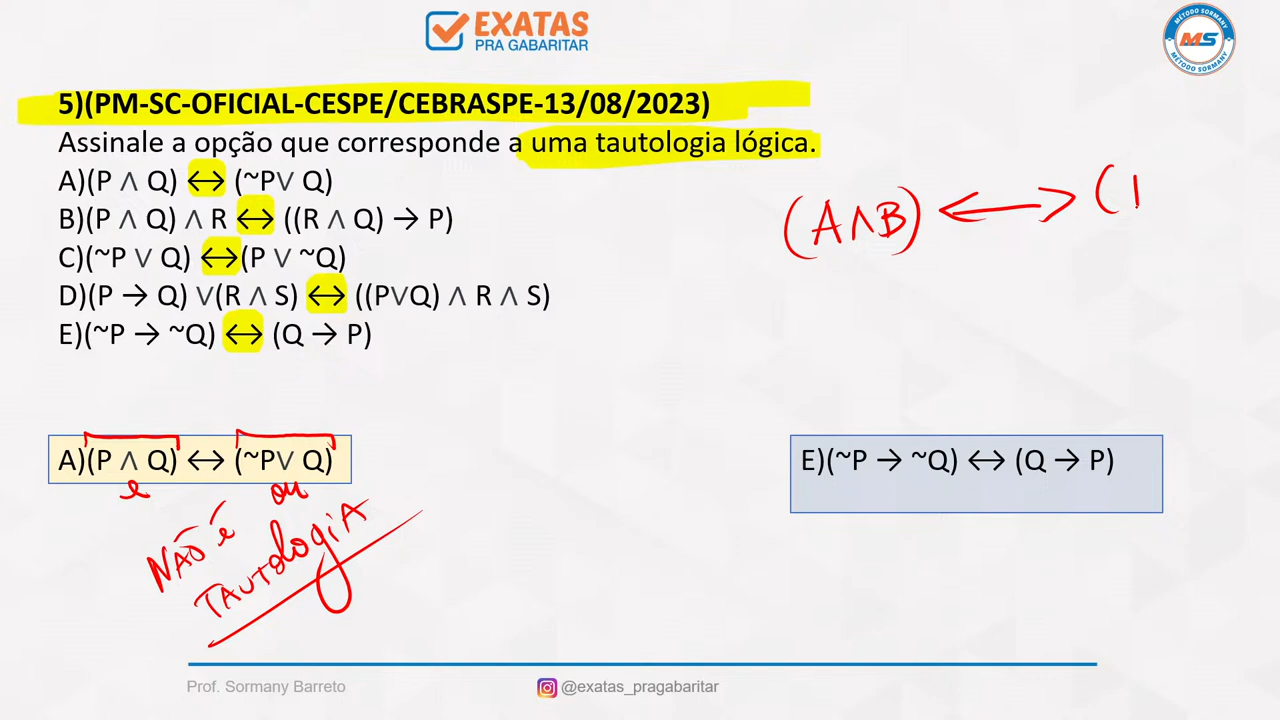 EXATAS
PRA GABARITAR
MÉTODO SORMANY
MS
MÉTODO SORMANY
5)(PM-SC-OFICIAL-CESPE/CEBRASPE-13/08/2023)
Assinale a opção que corresponde a uma tautologia lógica.
A)(P ∧ Q) ↔ (~P∨ Q)
B)(P ∧ Q) ∧ R ↔ ((R ∧ Q) → P)
C)(~P ∨ Q) ↔(P ∨ ~Q)
D)(P → Q) ∨(R ∧ S) ↔ ((P∨Q) ∧ R ∧ S)
E)(~P → ~Q) ↔ (Q → P)
(A∧B) ↔ (
A)(P ∧ Q) ↔ (~P∨ Q)
e ou
NÃO é
TAUTologiA
E)(~P → ~Q) ↔ (Q → P)
Prof. Sormany Barreto
@exatas_pragabaritar